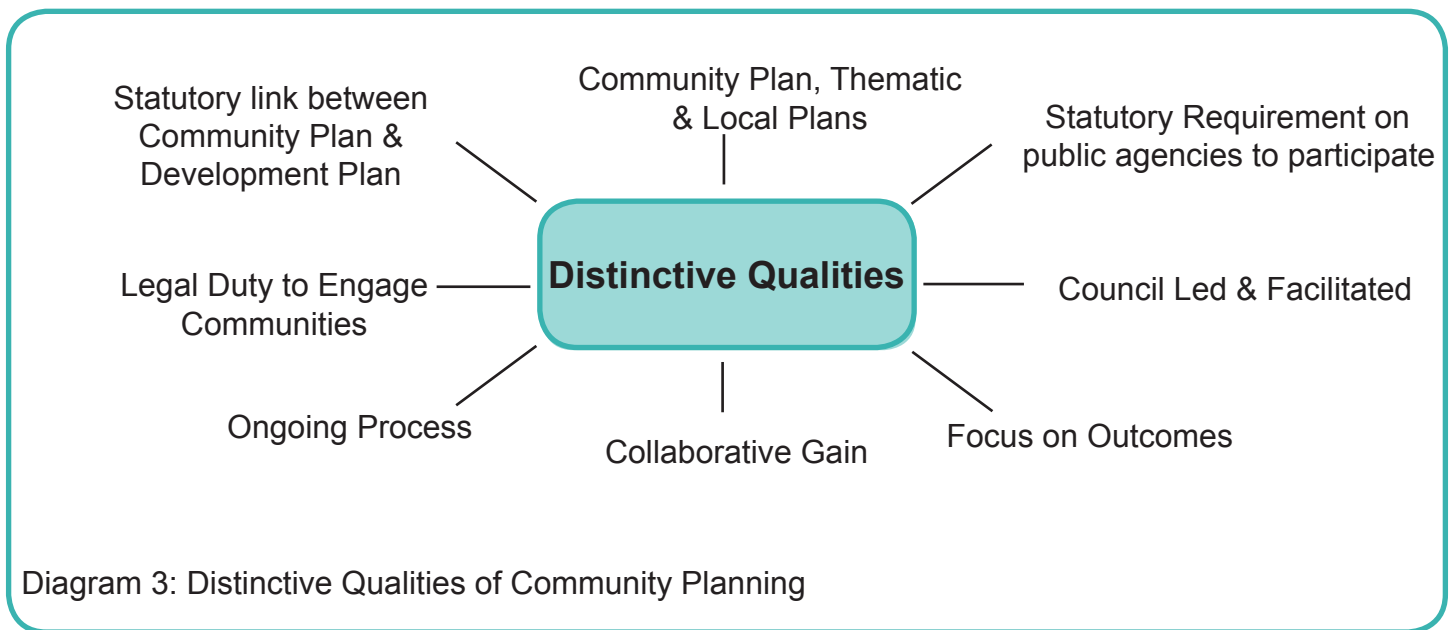 Statutory link between
Community Plan &
Development Plan
Community Plan, Thematic
& Local Plans
Statutory Requirement on
public agencies to participate
Legal Duty to Engage
Communities
Distinctive Qualities
Council Led & Facilitated
Ongoing Process
Collaborative Gain
Focus on Outcomes
Diagram 3: Distinctive Qualities of Community Planning